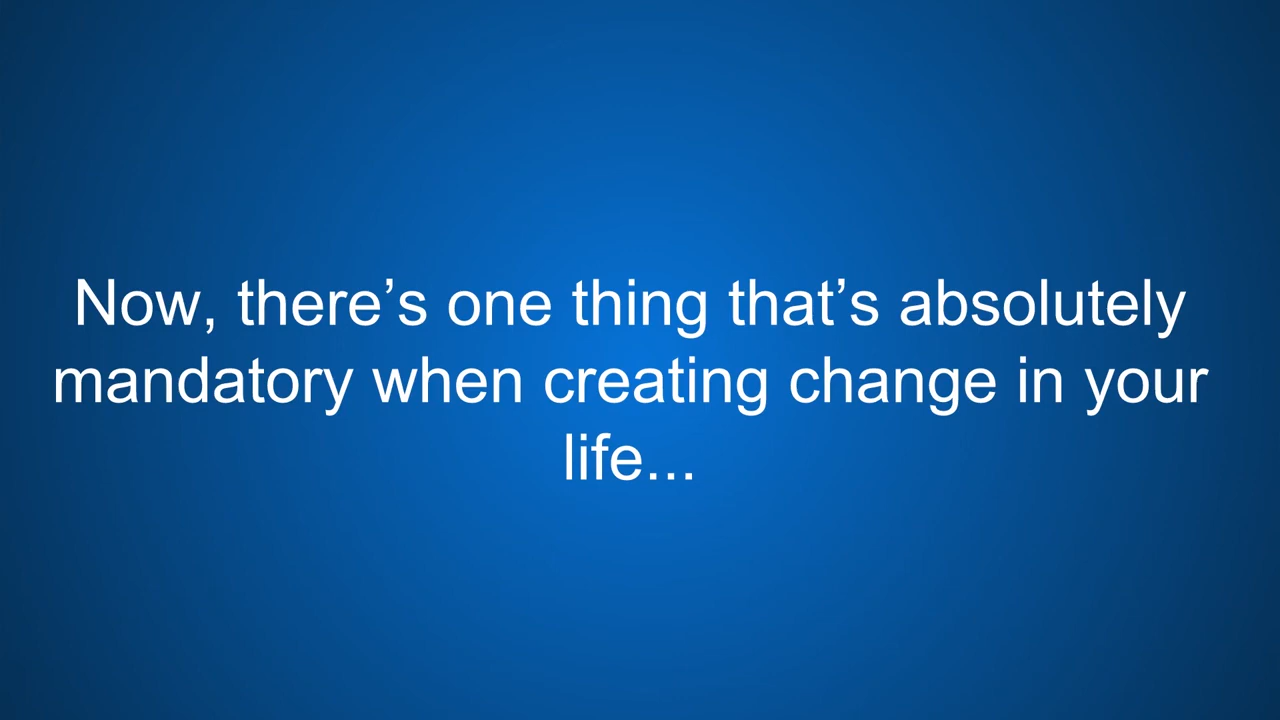 Now, there’s one thing that’s absolutely
mandatory when creating change in your
life...